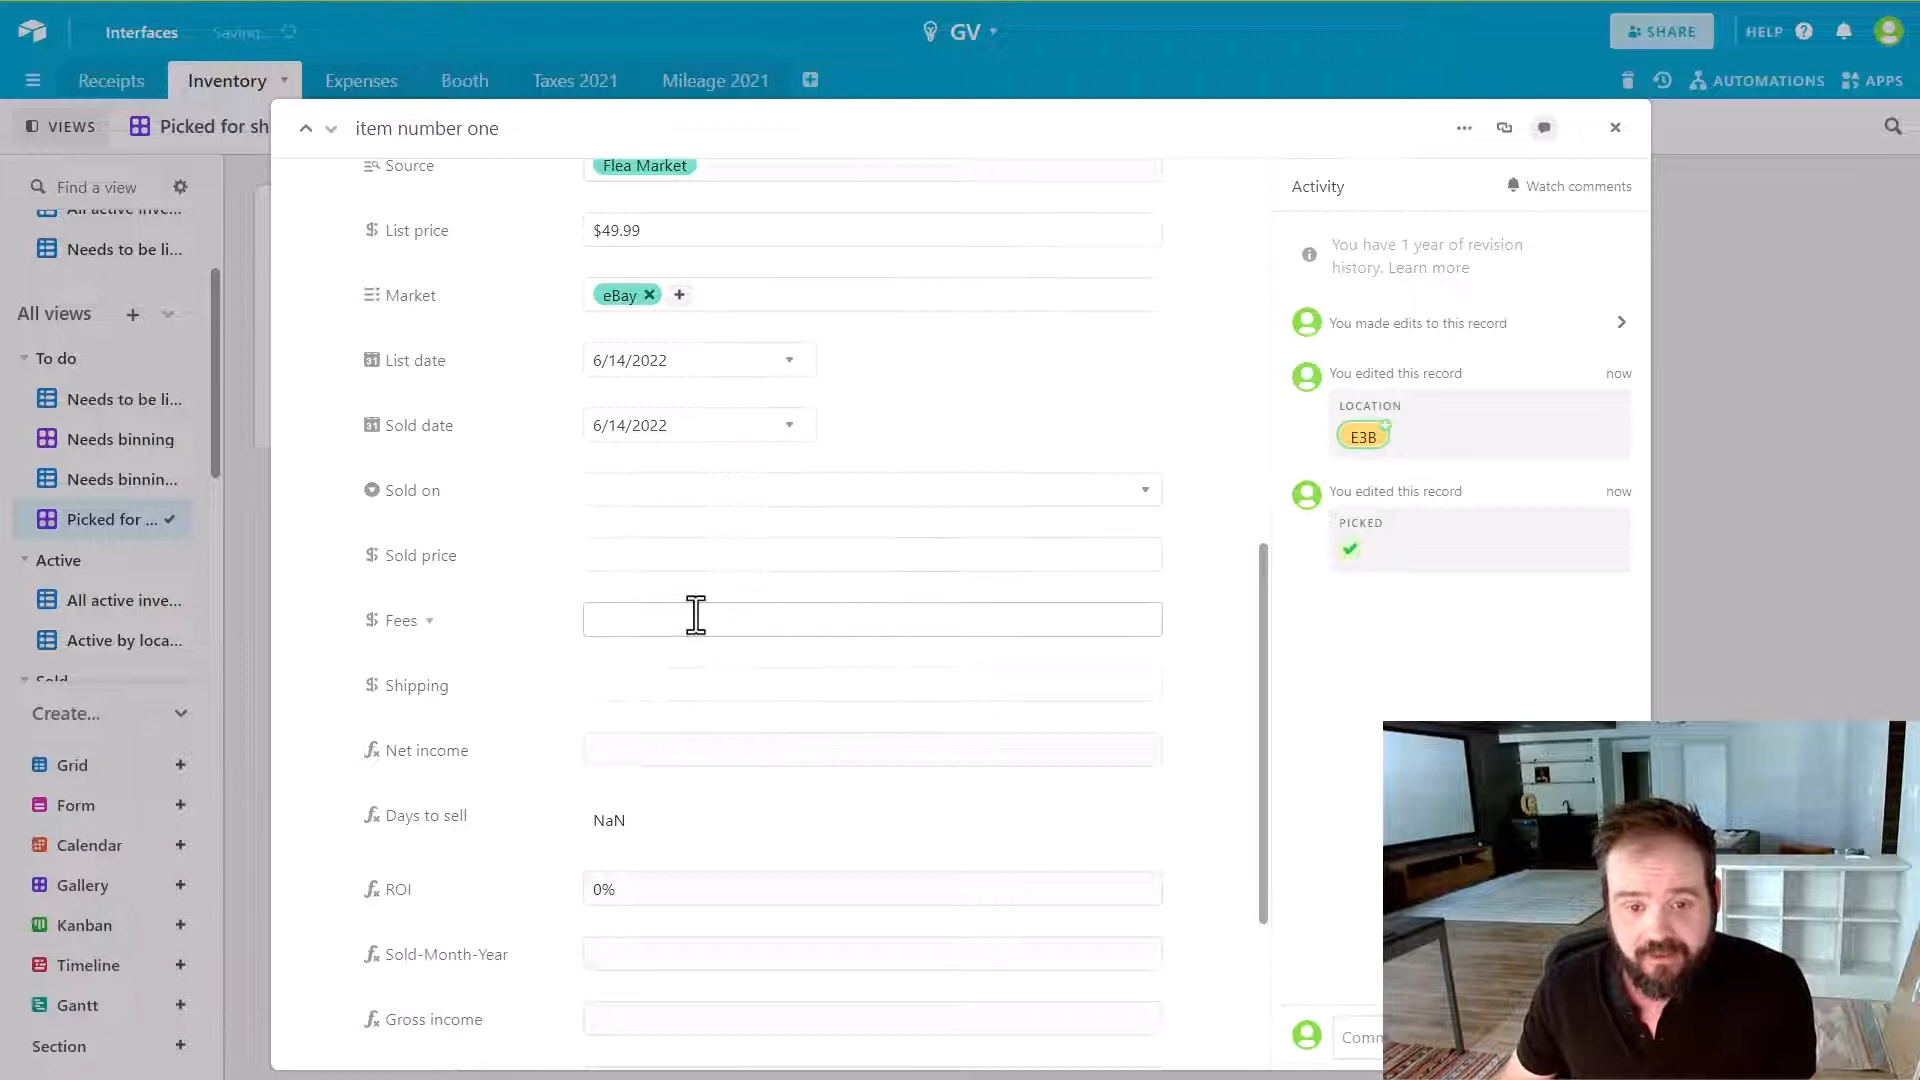 Interfaces
Saving...
GV
SHARE
HELP
Receipts
Inventory
Expenses
Booth
Taxes 2021
Mileage 2021
AUTOMATIONS
APPS
VIEWS
Picked for sh
item number one
Find a view
All active inve...
Needs to be li...
All views
To do
Needs to be li...
Needs binning
Needs binnin...
Picked for ...
Active
All active inve...
Active by loca...
Sold
Create...
Grid
Form
Calendar
Gallery
Kanban
Timeline
Gantt
Section
Source
Flea Market
List price
$49.99
Market
eBay
List date
6/14/2022
Sold date
6/14/2022
Sold on
Sold price
Fees
Shipping
Net income
Days to sell
NaN
ROI
0%
Sold-Month-Year
Gross income
Activity
Watch comments
You have 1 year of revision
history. Learn more
You made edits to this record
You edited this record
now
LOCATION
E3B
You edited this record
now
PICKED
Comm